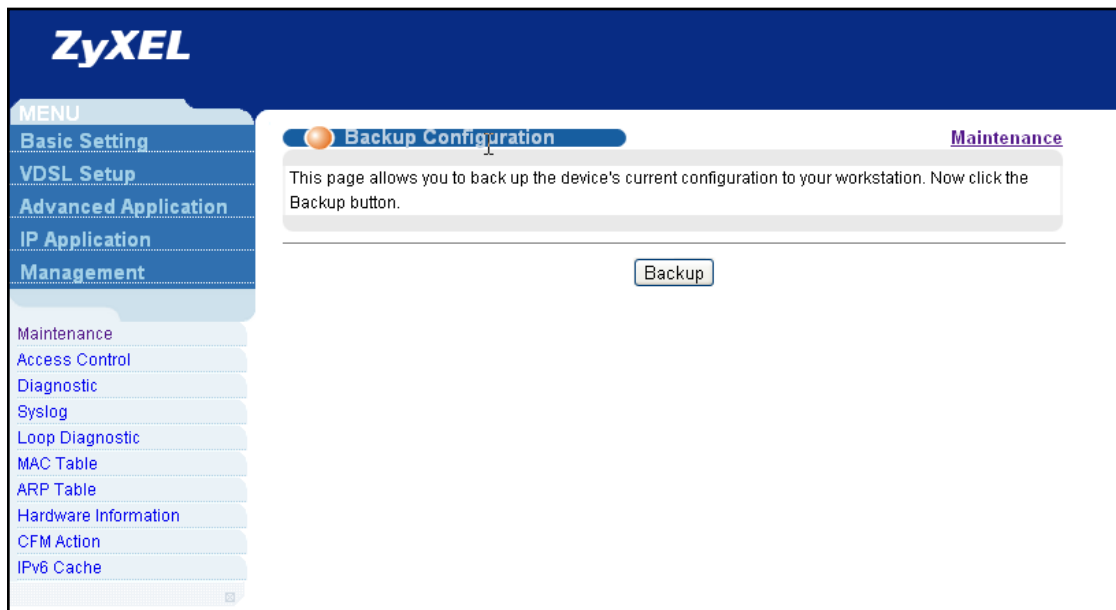 ZyXEL
MENU
Basic Setting
VDSL Setup
Advanced Application
IP Application
Management
Maintenance
Access Control
Diagnostic
Syslog
Loop Diagnostic
MAC Table
ARP Table
Hardware Information
CFM Action
IPv6 Cache
Backup Configuration
Maintenance
This page allows you to back up the device's current configuration to your workstation. Now click the
Backup button.
Backup